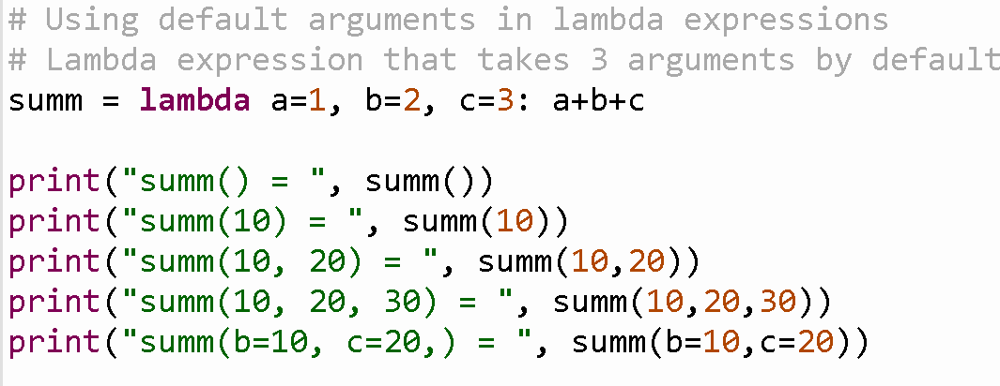 # Using default arguments in lambda expressions
# Lambda expression that takes 3 arguments by default
summ = lambda a=1, b=2, c=3: a+b+c
print("summ() = ", summ())
print("summ(10) = ", summ(10))
print("summ(10, 20) = ", summ(10,20))
print("summ(10, 20, 30) = ", summ(10,20,30))
print("summ(b=10, c=20,) = ", summ(b=10,c=20))